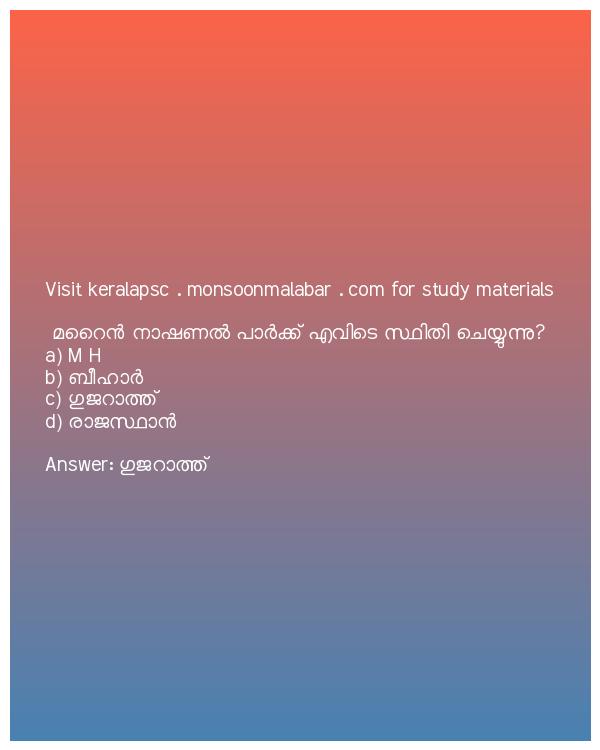 Visit keralapsc . monsoonmalabar . com for study materials
മറൈൻ നാഷണൽ പാർക്ക് എവിടെ സ്ഥിതി ചെയ്യുന്നു?
a) M H
b) ബീഹാർ
c) ഗുജറാത്ത്
d) രാജസ്ഥാൻ
Answer: ഗുജറാത്ത്